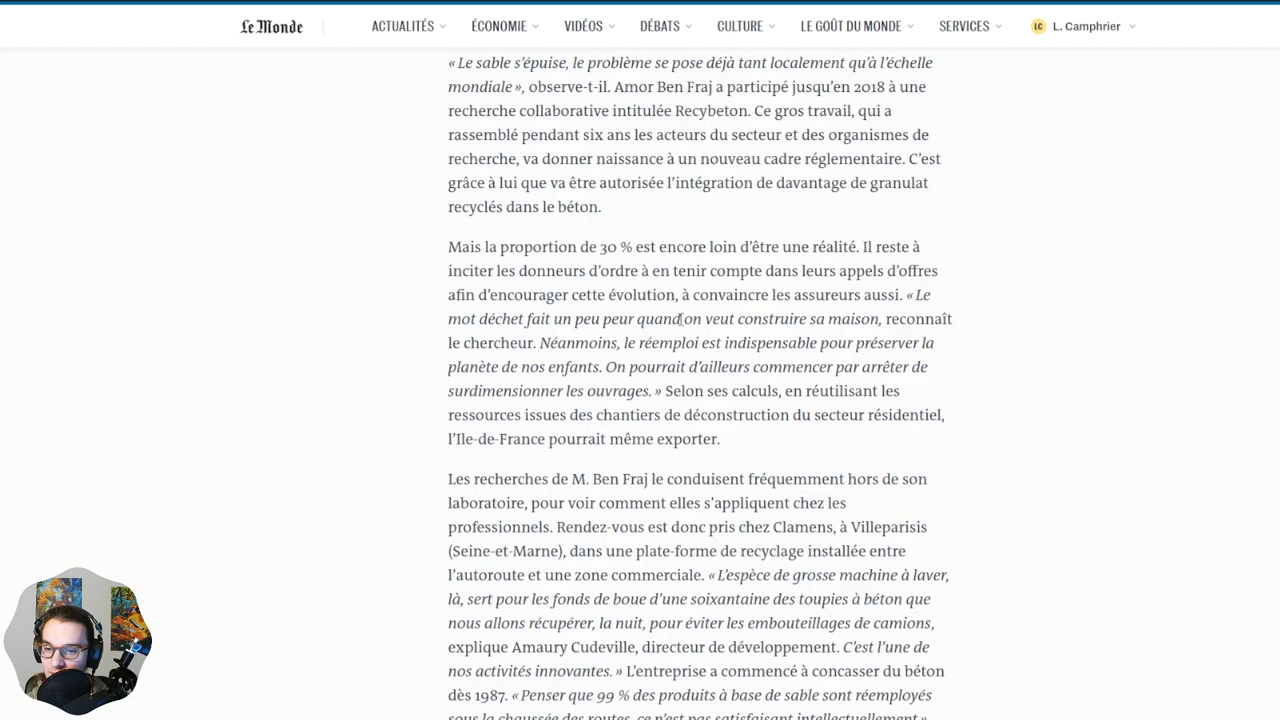 Le Monde
ACTUALITÉS ÉCONOMIE VIDÉOS DÉBATS CULTURE LE GOÛT DU MONDE SERVICES LC L. Camphrier
« Le sable s’épuise, le problème se pose déjà tant localement qu’à l’échelle
mondiale », observe-t-il. Amor Ben Fraj a participé jusqu’en 2018 à une
recherche collaborative intitulée Recybeton. Ce gros travail, qui a
rassemblé pendant six ans les acteurs du secteur et des organismes de
recherche, va donner naissance à un nouveau cadre réglementaire. C’est
grâce à lui que va être autorisée l’intégration de davantage de granulat
recyclés dans le béton.
Mais la proportion de 30 % est encore loin d’être une réalité. Il reste à
inciter les donneurs d’ordre à en tenir compte dans leurs appels d’offres
afin d’encourager cette évolution, à convaincre les assureurs aussi. « Le
mot déchet fait un peu peur quand on veut construire sa maison, reconnaît
le chercheur. Néanmoins, le réemploi est indispensable pour préserver la
planète de nos enfants. On pourrait d’ailleurs commencer par arrêter de
surdimensionner les ouvrages. » Selon ses calculs, en réutilisant les
ressources issues des chantiers de déconstruction du secteur résidentiel,
l’Ile-de-France pourrait même exporter.
Les recherches de M. Ben Fraj le conduisent fréquemment hors de son
laboratoire, pour voir comment elles s’appliquent chez les
professionnels. Rendez-vous est donc pris chez Clamens, à Villeparisis
(Seine-et-Marne), dans une plate-forme de recyclage installée entre
l’autoroute et une zone commerciale. « L’espèce de grosse machine à laver,
là, sert pour les fonds de boue d’une soixantaine des toupies à béton que
nous allons récupérer, la nuit, pour éviter les embouteillages de camions,
explique Amaury Cudeville, directeur de développement. C’est l’une de
nos activités innovantes. » L’entreprise a commencé à concasser du béton
dès 1987. « Penser que 99 % des produits à base de sable sont réemployés
sous la chaussée des routes, ce n’est pas satisfaisant intellectuellement »,